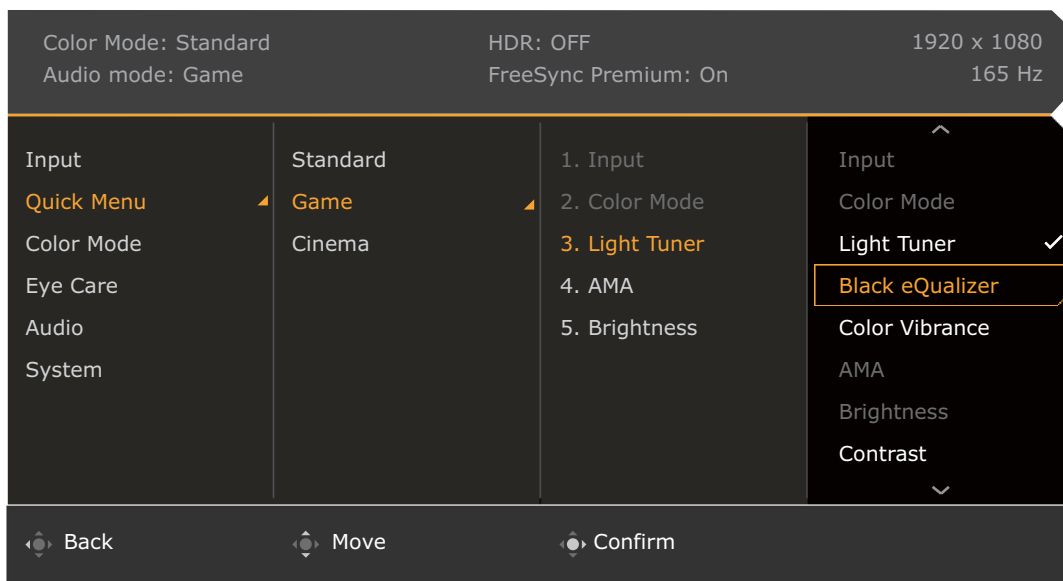 Color Mode: Standard
HDR: OFF
1920 x 1080
Audio mode: Game
FreeSync Premium: On
165 Hz
Input
Quick Menu
Color Mode
Eye Care
Audio
System
Standard
Game
Cinema
1. Input
2. Color Mode
3. Light Tuner
4. AMA
5. Brightness
Input
Color Mode
Light Tuner
Black eQualizer
Color Vibrance
AMA
Brightness
Contrast
Back
Move
Confirm